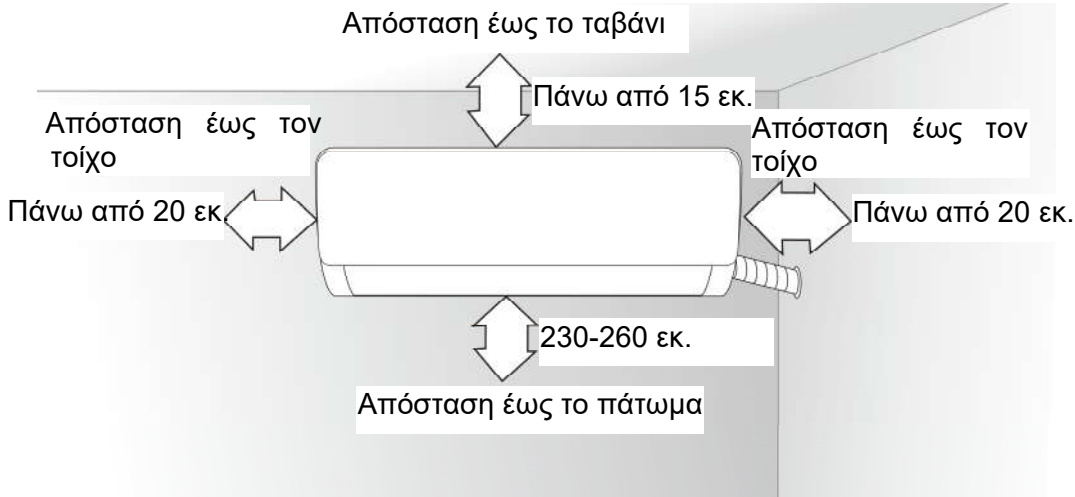 Απόσταση έως το ταβάνι
Πάνω από 15 εκ.
Απόσταση έως τον
τοίχο
Πάνω από 20 εκ.
Απόσταση έως τον
τοίχο
Πάνω από 20 εκ.
230-260 εκ.
Απόσταση έως το πάτωμα